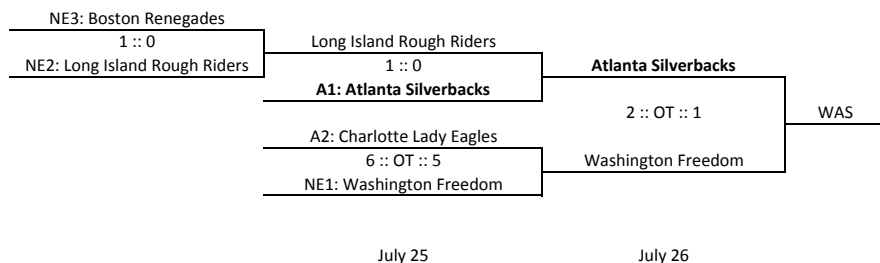 NE3: Boston Renegades
1 :: 0
NE2: Long Island Rough Riders
Long Island Rough Riders
1 :: 0
A1: Atlanta Silverbacks
A2: Charlotte Lady Eagles
6 :: OT :: 5
NE1: Washington Freedom
Atlanta Silverbacks
2 :: OT :: 1
Washington Freedom
WAS
July 25
July 26